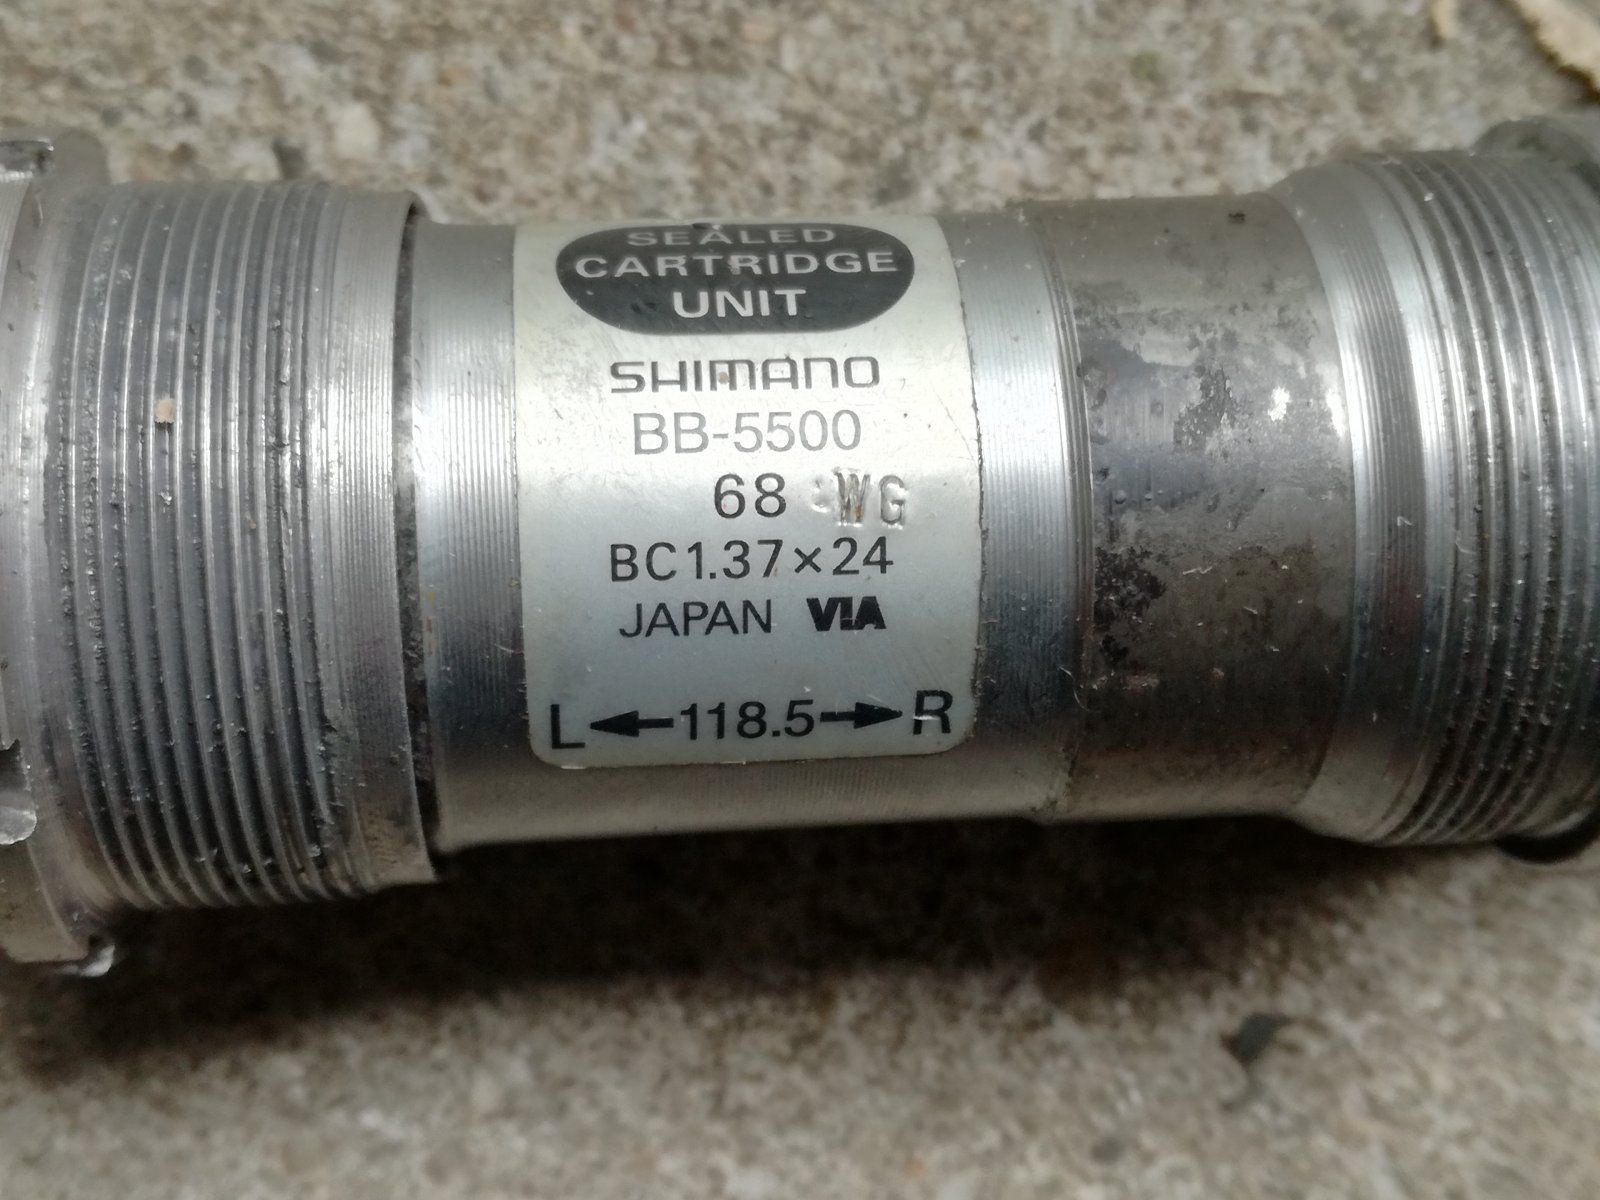 SEALED
CARTRIDGE
UNIT
SHIMANO
BB-5500
68 WG
BC1.37×24
JAPAN VIA
L ←118.5→ R